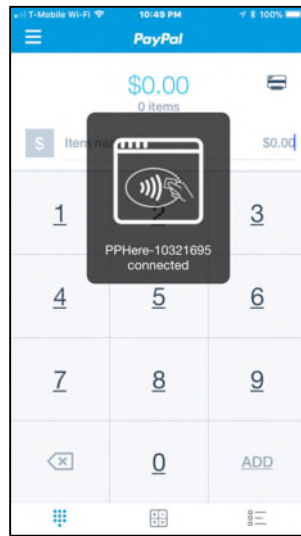 T-Mobile Wi-Fi 10:49 PM 100%
PayPal
$0.00
0 items
$ Item na $0.00
1 2 3
PPHere-10321695
connected
4 5 6
7 8 9
0 ADD